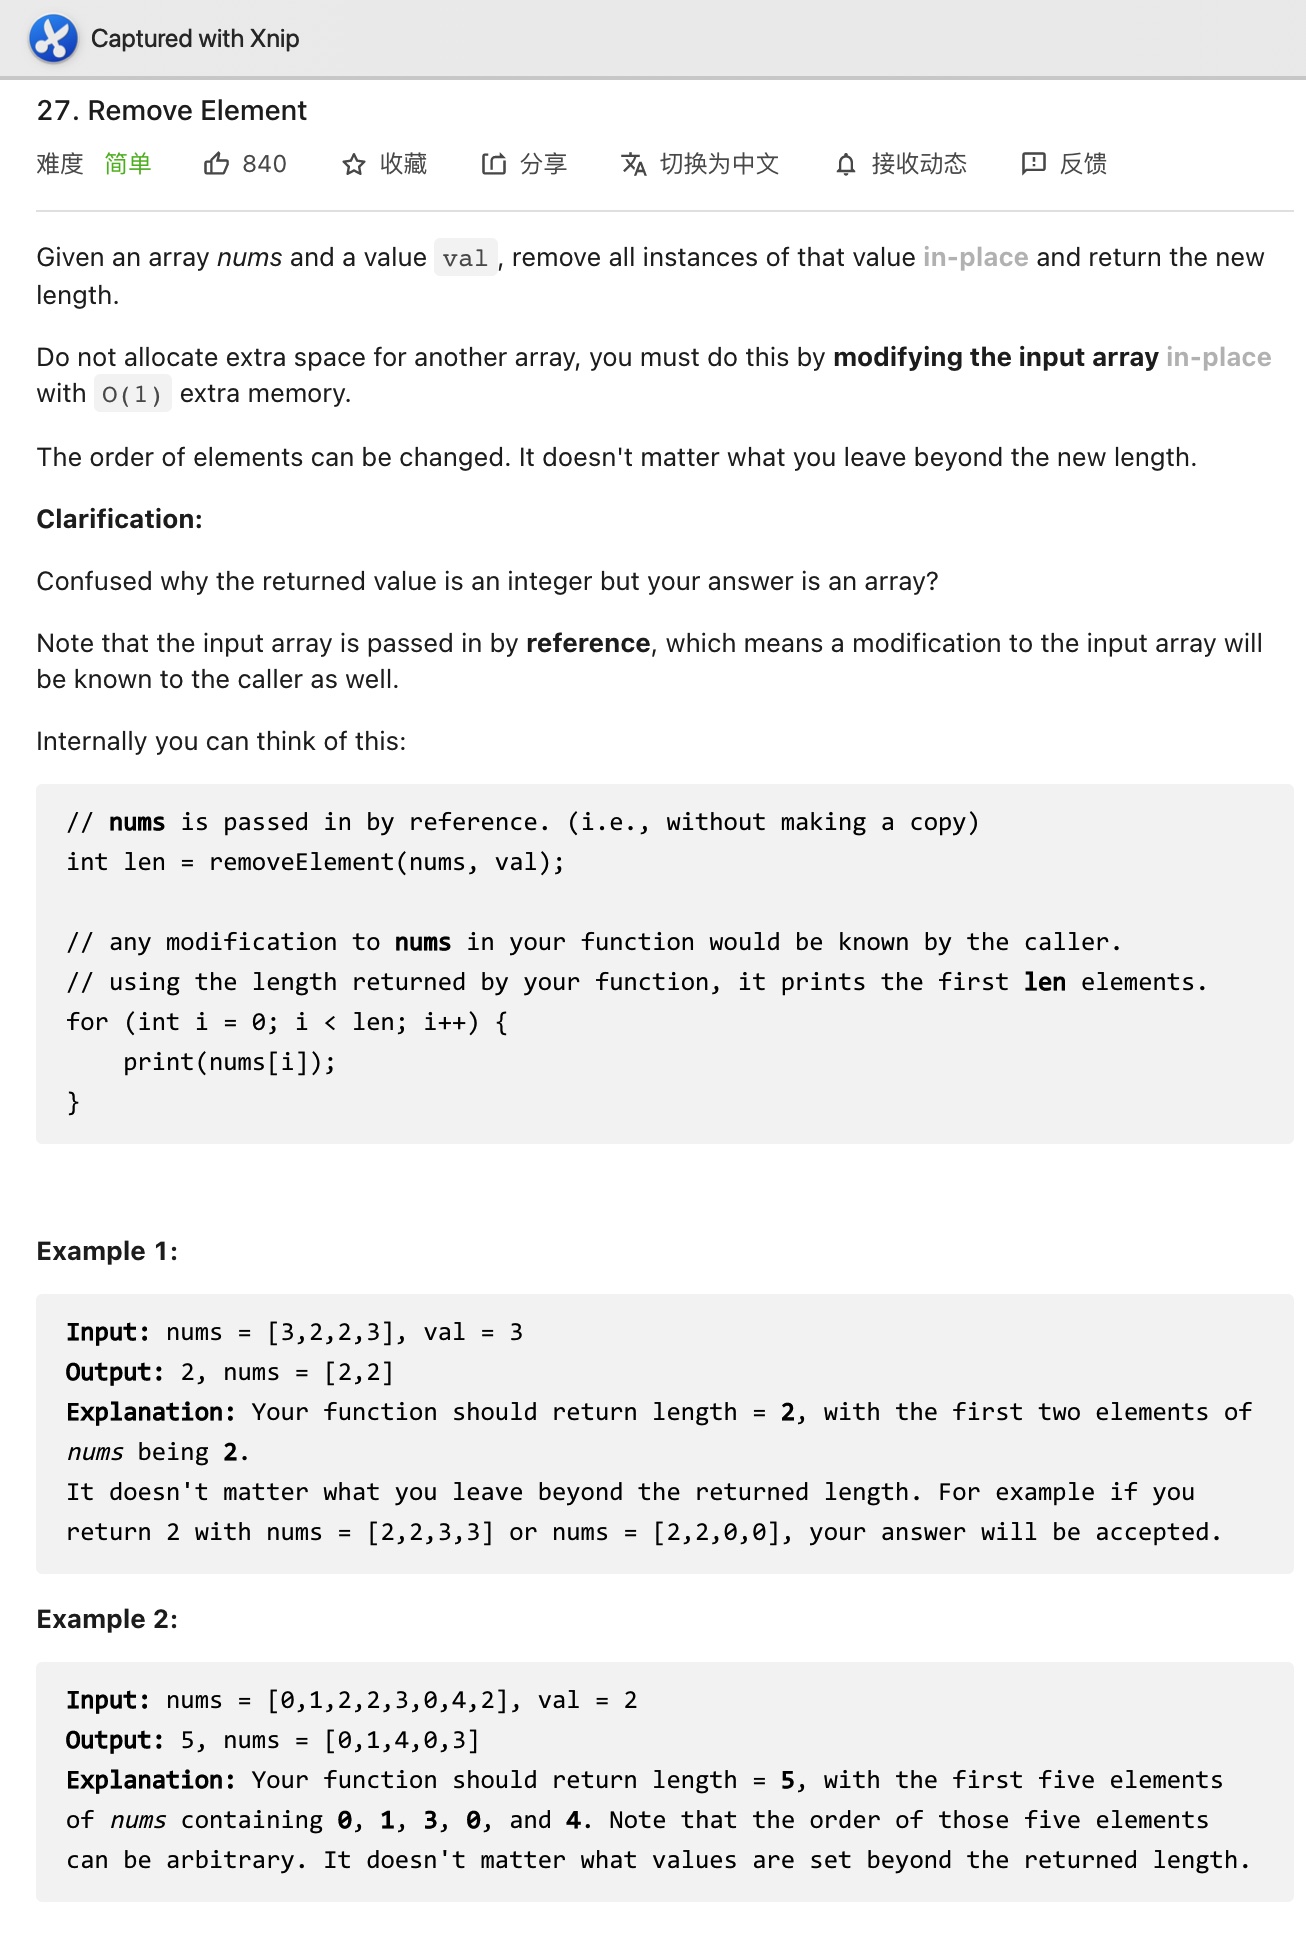 Captured with Xnip
27. Remove Element
难度 简单 840 收藏 分享 切换为中文 接收动态 反馈
Given an array nums and a value val, remove all instances of that value in-place and return the new
length.
Do not allocate extra space for another array, you must do this by modifying the input array in-place
with O(1) extra memory.
The order of elements can be changed. It doesn't matter what you leave beyond the new length.
Clarification:
Confused why the returned value is an integer but your answer is an array?
Note that the input array is passed in by reference, which means a modification to the input array will
be known to the caller as well.
Internally you can think of this:
// nums is passed in by reference. (i.e., without making a copy)
int len = removeElement(nums, val);
// any modification to nums in your function would be known by the caller.
// using the length returned by your function, it prints the first len elements.
for (int i = 0; i < len; i++) {
    print(nums[i]);
}
Example 1:
Input: nums = [3,2,2,3], val = 3
Output: 2, nums = [2,2]
Explanation: Your function should return length = 2, with the first two elements of
nums being 2.
It doesn't matter what you leave beyond the returned length. For example if you
return 2 with nums = [2,2,3,3] or nums = [2,2,0,0], your answer will be accepted.
Example 2:
Input: nums = [0,1,2,2,3,0,4,2], val = 2
Output: 5, nums = [0,1,4,0,3]
Explanation: Your function should return length = 5, with the first five elements
of nums containing 0, 1, 3, 0, and 4. Note that the order of those five elements
can be arbitrary. It doesn't matter what values are set beyond the returned length.